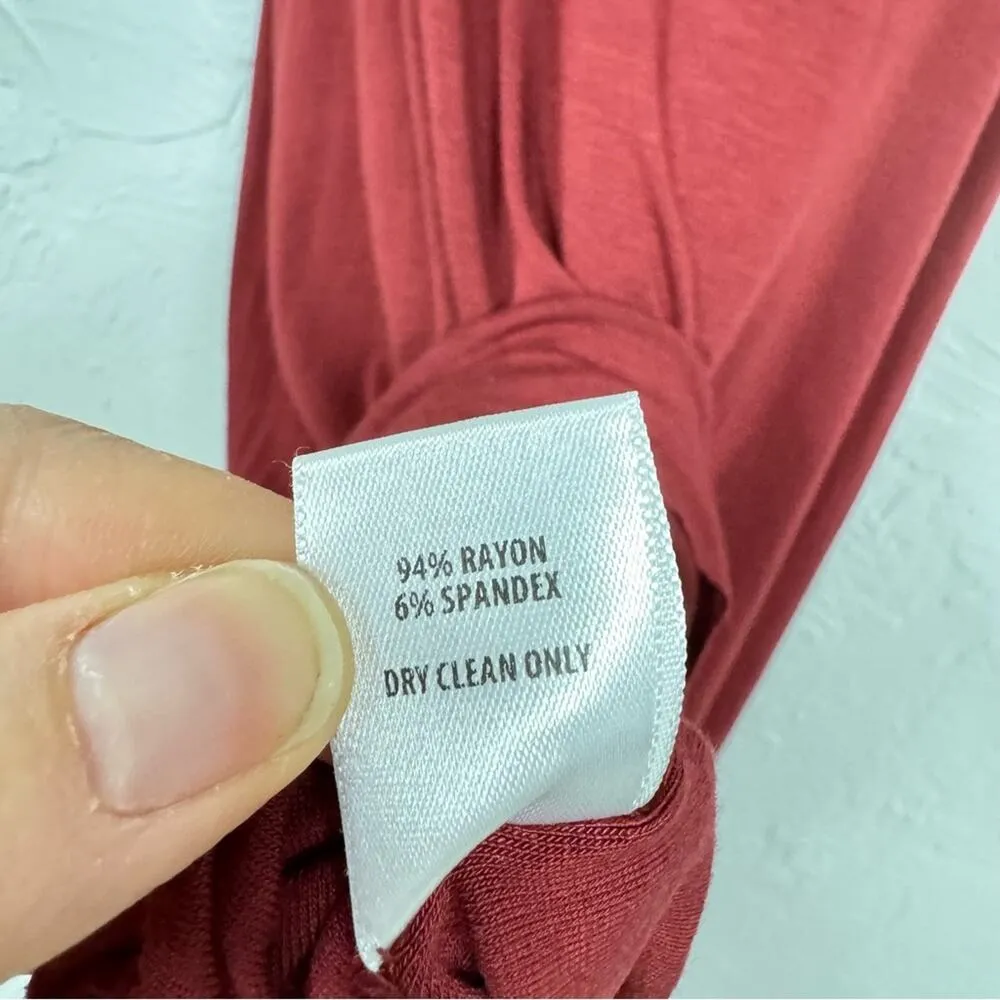 94% RAYON
6% SPANDEX
DRY CLEAN ONLY